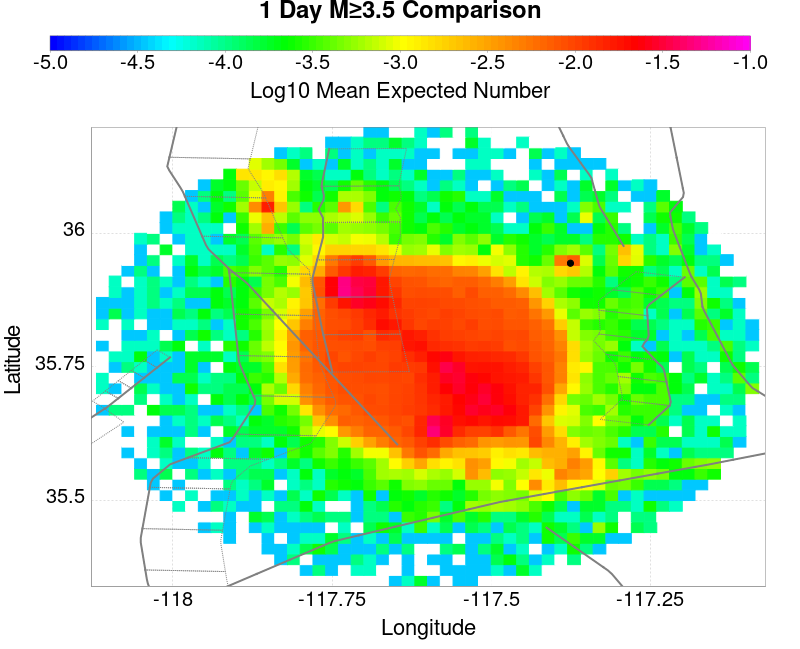 1 Day M≥3.5 Comparison
-5.0 -4.5 -4.0 -3.5 -3.0 -2.5 -2.0 -1.5 -1.0
Log10 Mean Expected Number
36
35.75
35.5
Latitude
-118 -117.75 -117.5 -117.25
Longitude